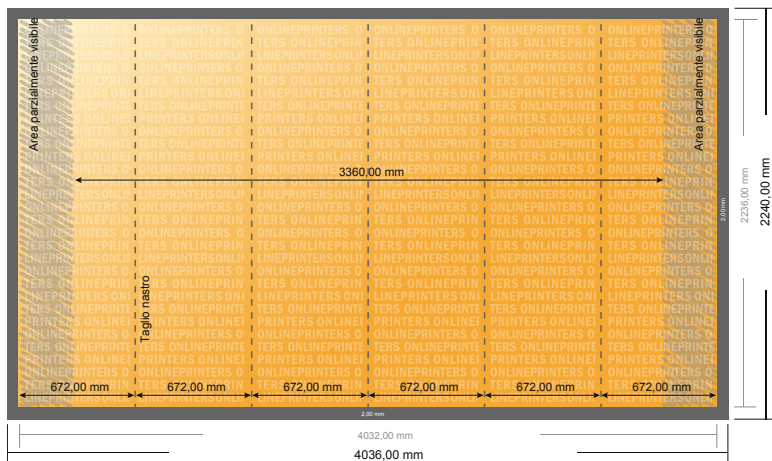 Area parzialmente visibile
Area parzialmente visibile
3360,00 mm
Taglio nastro
672,00 mm 672,00 mm 672,00 mm 672,00 mm 672,00 mm 672,00 mm
2,00 mm
2,00 mm
2236,00 mm
2240,00 mm
4032,00 mm
4036,00 mm